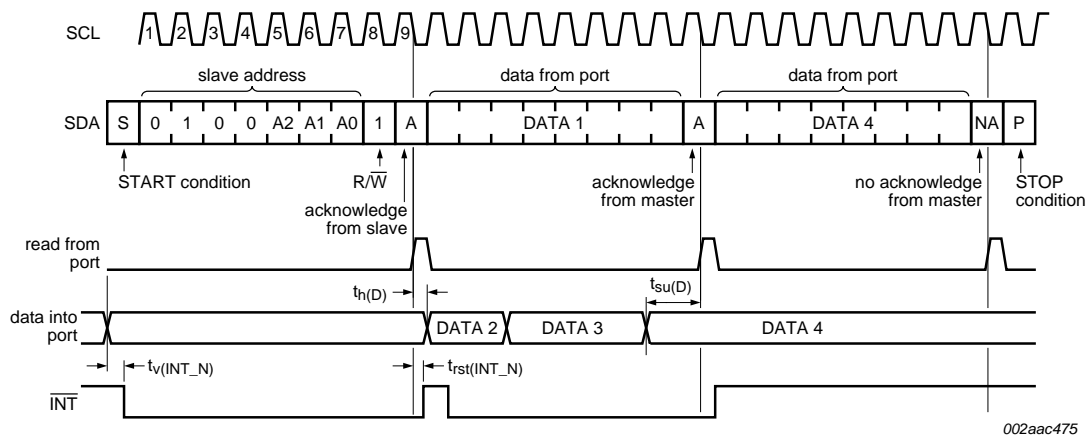 SCL 1 2 3 4 5 6 7 8 9
slave address data from port data from port
SDA S 0 1 0 0 A2 A1 A0 1 A DATA 1 A DATA 4 NA P
START condition R/W̅ acknowledge from slave acknowledge from master no acknowledge from master STOP condition
read from port
th(D) tsu(D)
data into port DATA 2 DATA 3 DATA 4
tv(INT_N) trst(INT_N)
I̅N̅T̅
002aac475